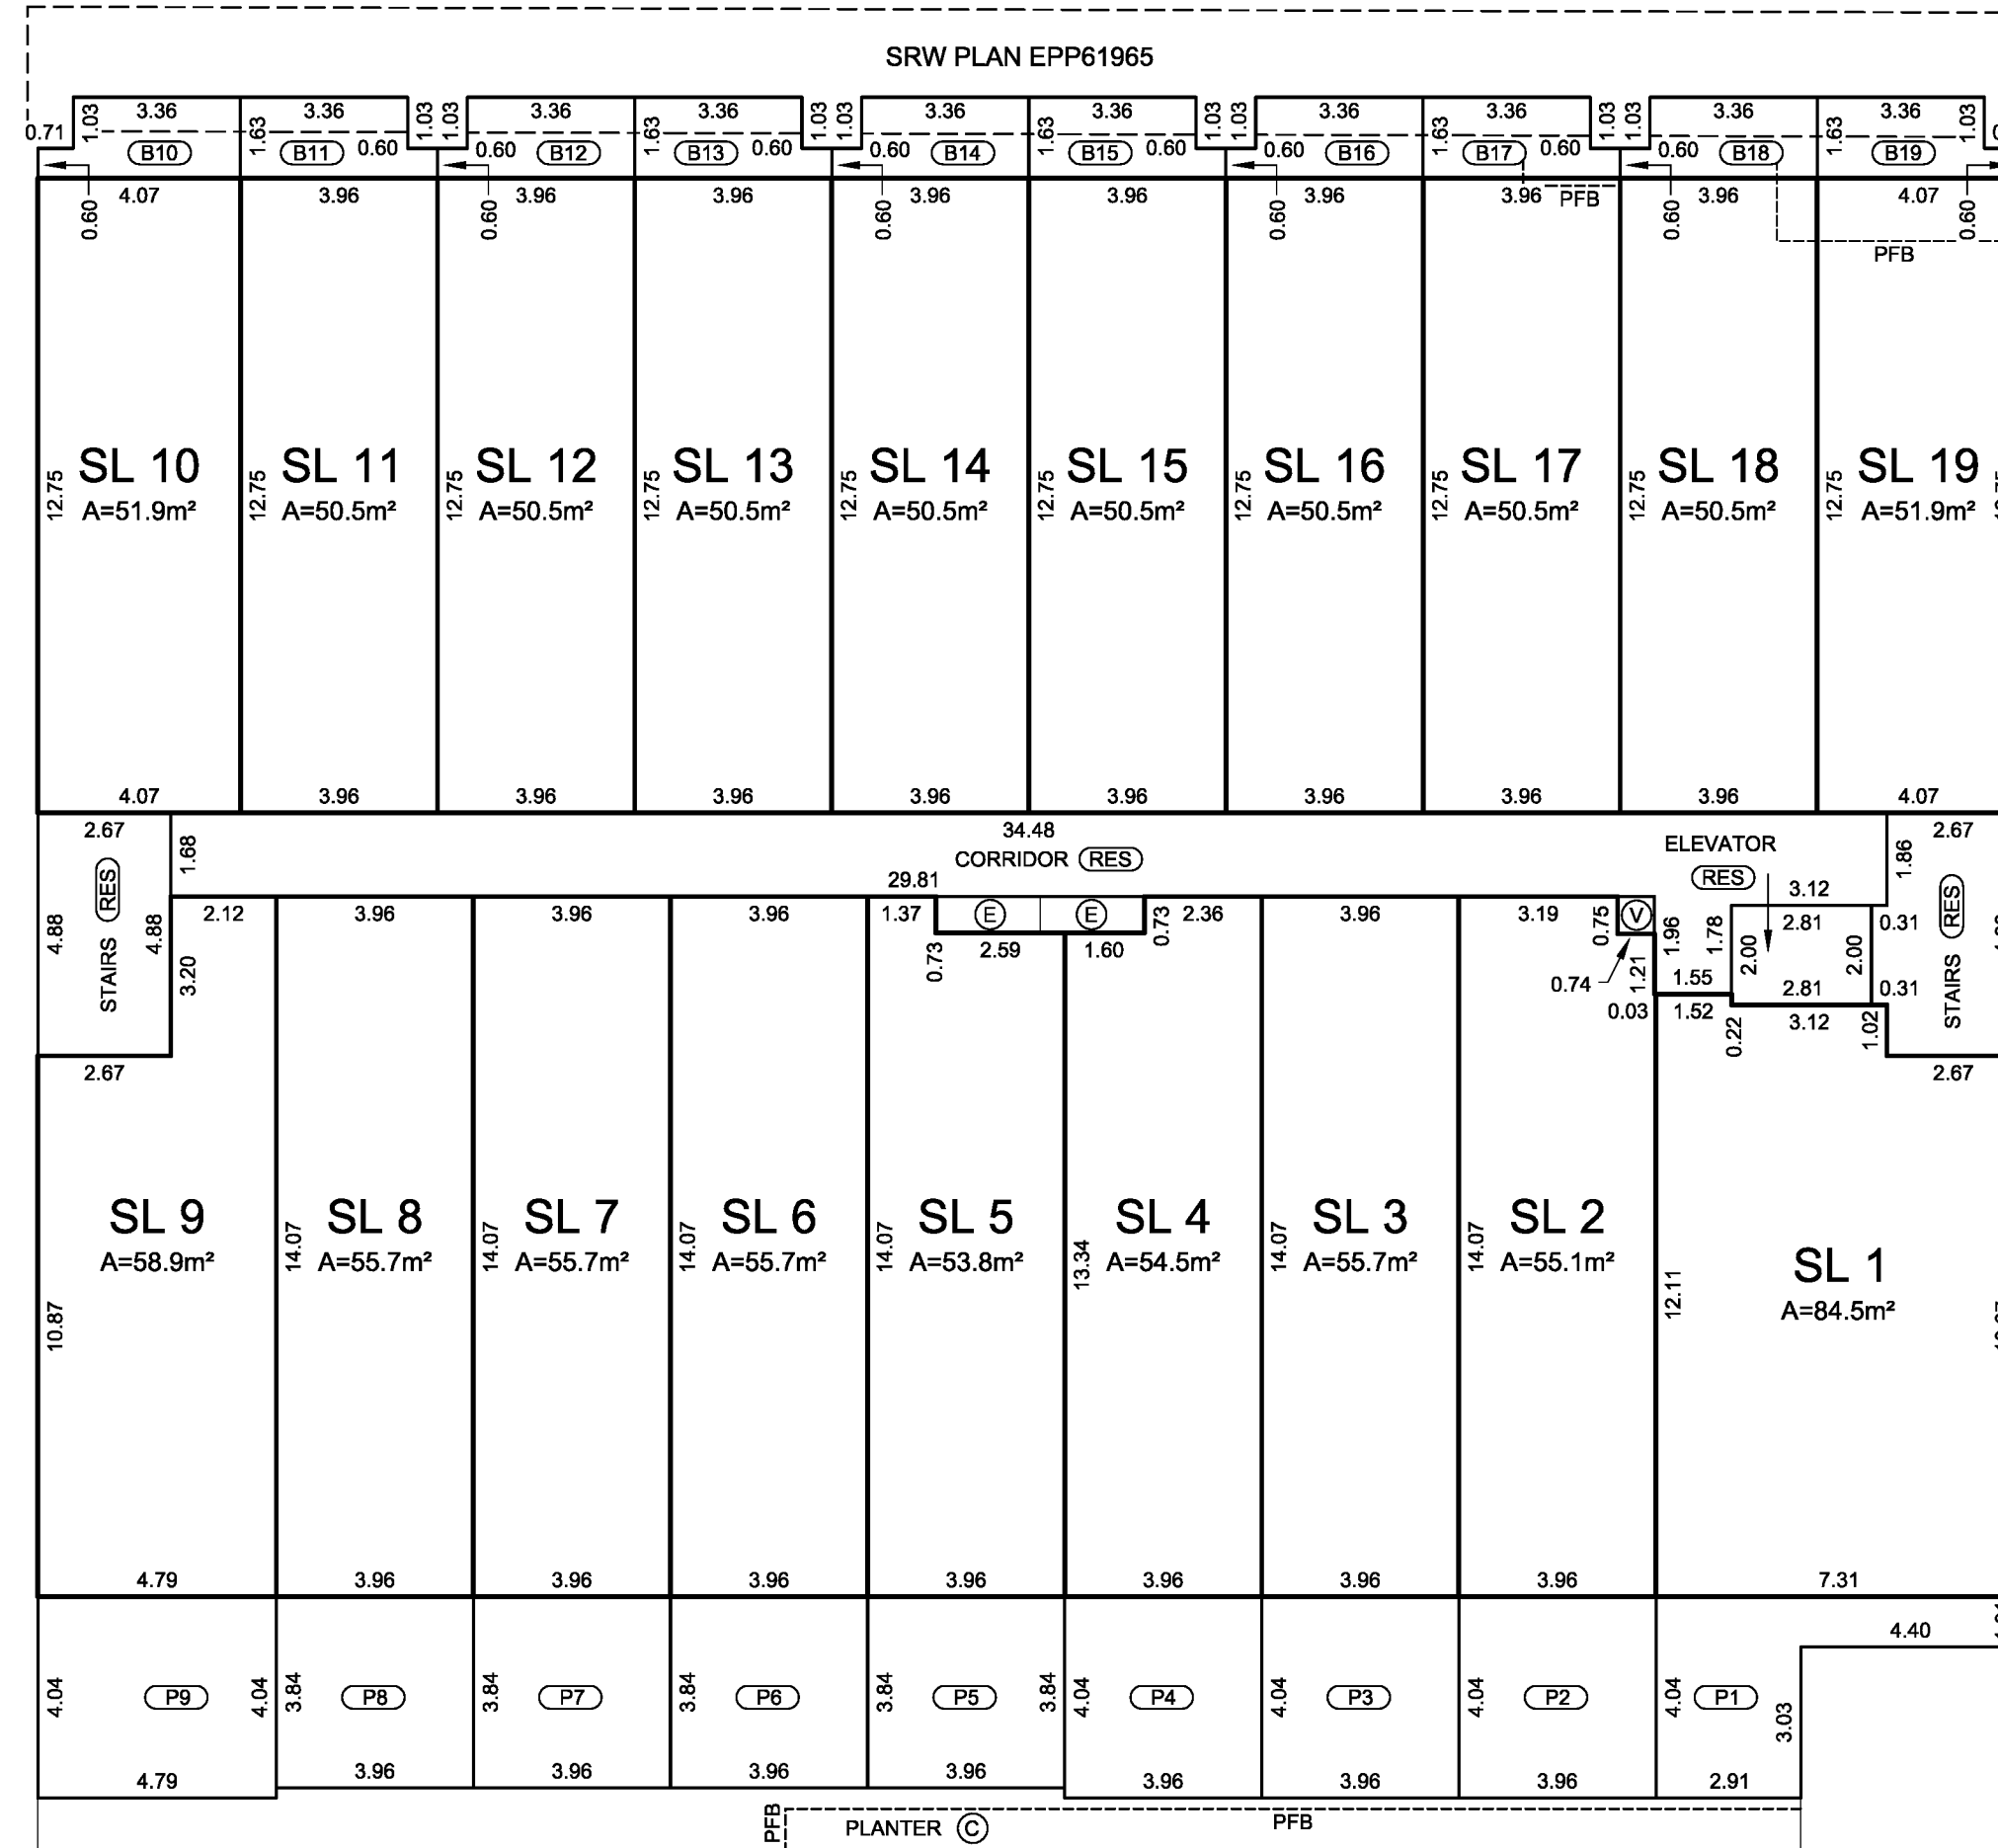 SRW PLAN EPP61965
3.36 3.36 3.36 3.36 3.36 3.36 3.36 3.36 3.36 3.36
0.71 1.03 1.63 1.03 1.03 1.63 1.03 1.03 1.63 1.03 1.03 1.63 1.03 1.03 1.63 1.03
B10 B11 0.60 0.60 B12 B13 0.60 0.60 B14 B15 0.60 0.60 B16 B17 0.60 0.60 B18 B19
4.07 3.96 3.96 3.96 3.96 3.96 3.96 3.96 PFB 3.96 4.07
0.60 0.60 0.60 0.60 0.60 0.60
PFB
SL 10 SL 11 SL 12 SL 13 SL 14 SL 15 SL 16 SL 17 SL 18 SL 19
12.75 12.75 12.75 12.75 12.75 12.75 12.75 12.75 12.75 12.75
A=51.9m² A=50.5m² A=50.5m² A=50.5m² A=50.5m² A=50.5m² A=50.5m² A=50.5m² A=50.5m² A=51.9m²
4.07 3.96 3.96 3.96 3.96 3.96 3.96 3.96 3.96 4.07
2.67 34.48 2.67
1.68 CORRIDOR RES ELEVATOR 1.86
RES
29.81 3.12
STAIRS RES 4.88 4.88 2.12 3.96 3.96 3.96 1.37 E E 0.73 2.36 3.96 3.19 0.75 V 1.96 1.78 2.81 0.31 STAIRS RES
3.20 0.73 2.59 1.60 0.74 1.21 1.55 2.00 2.00 2.81 0.31
0.03 1.52 0.22 3.12 1.02
2.67 2.67
SL 9 SL 8 SL 7 SL 6 SL 5 SL 4 SL 3 SL 2
A=58.9m² A=55.7m² A=55.7m² A=55.7m² A=53.8m² A=54.5m² A=55.7m² A=55.1m²
14.07 14.07 14.07 14.07 13.34 14.07 14.07
SL 1
A=84.5m²
10.87 12.11
4.79 3.96 3.96 3.96 3.96 3.96 3.96 3.96 7.31
4.40
4.04 P9 4.04 3.84 P8 3.84 P7 3.84 P6 3.84 P5 3.84 4.04 P4 4.04 P3 4.04 P2 4.04 P1 3.03
4.79 3.96 3.96 3.96 3.96 3.96 3.96 3.96 2.91
PFB PLANTER C PFB